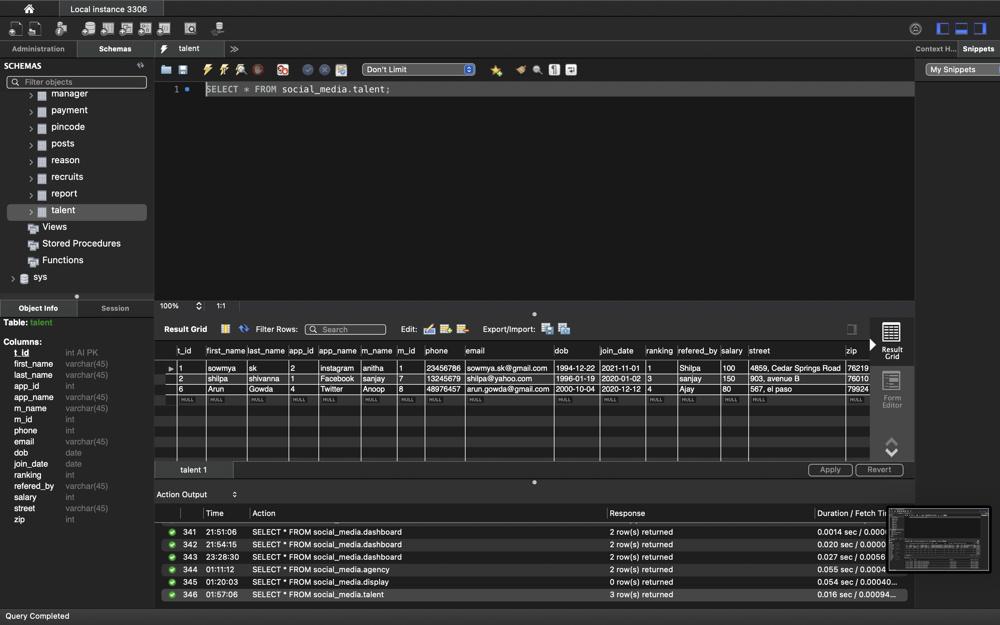 Local instance 3306
Administration
Schemas
talent
Context H...
Snippets
SCHEMAS
Don't Limit
My Snippets
Filter objects
1
SELECT * FROM social_media.talent;
manager
payment
pincode
posts
reason
recruits
report
talent
Views
Stored Procedures
Functions
sys
100%
1:1
Object Info
Session
Table: talent
Columns:
t_id int AI PK
first_name varchar(45)
last_name varchar(45)
app_id int
app_name varchar(45)
m_name varchar(45)
m_id int
phone int
email varchar(45)
dob date
join_date date
ranking int
refered_by varchar(45)
salary int
street varchar(45)
zip int
Result Grid
Filter Rows:
Search
Edit:
Export/Import:
t_id first_name last_name app_id app_name m_name m_id phone email dob join_date ranking refered_by salary street zip
1 sowmya sk 2 instagram anitha 1 23456786 sowmya.sk@gmail.com 1994-12-22 2021-11-01 1 Shilpa 100 4859, Cedar Springs Road 76219
2 shilpa shivanna 1 Facebook sanjay 7 13245679 shilpa@yahoo.com 1996-01-19 2020-01-02 3 sanjay 150 903, avenue B 76010
6 Arun Gowda 4 Twitter Anoop 8 48976457 arun.gowda@gmail.com 2000-10-04 2020-12-12 4 Ajay 80 567, el paso 79924
NULL NULL NULL NULL NULL NULL NULL NULL NULL NULL NULL NULL NULL NULL NULL NULL
Result
Grid
Form
Editor
talent 1
Apply
Revert
Action Output
Time Action Response Duration / Fetch Tir
341 21:51:06 SELECT * FROM social_media.dashboard 2 row(s) returned 0.0014 sec / 0.000
342 21:54:15 SELECT * FROM social_media.dashboard 2 row(s) returned 0.020 sec / 0.0000
343 23:28:30 SELECT * FROM social_media.dashboard 2 row(s) returned 0.027 sec / 0.0056
344 01:11:12 SELECT * FROM social_media.agency 2 row(s) returned 0.055 sec / 0.0004
345 01:20:03 SELECT * FROM social_media.display 0 row(s) returned 0.054 sec / 0.00040...
346 01:57:06 SELECT * FROM social_media.talent 3 row(s) returned 0.016 sec / 0.00094...
Query Completed